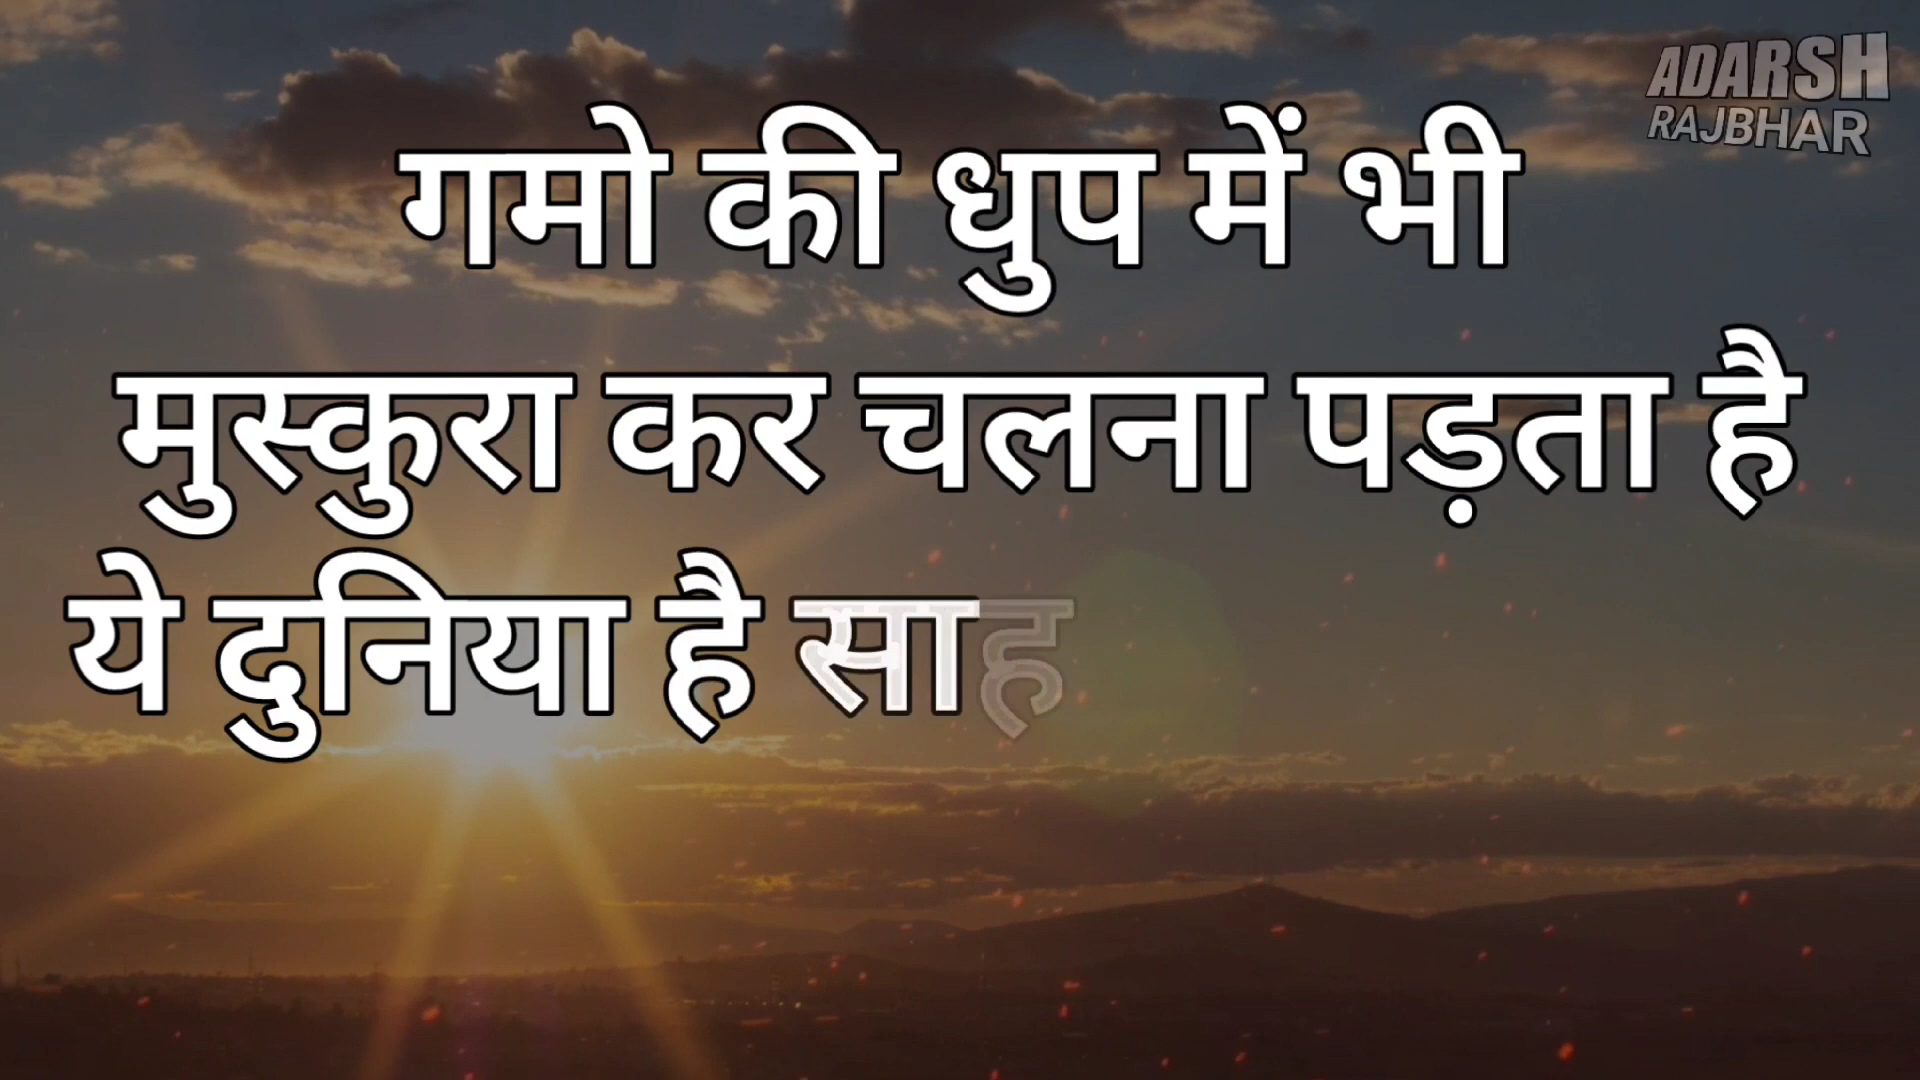 ADARSH
RAJBHAR
गमो की धुप में भी
मुस्कुरा कर चलना पड़ता है
ये दुनिया है साह